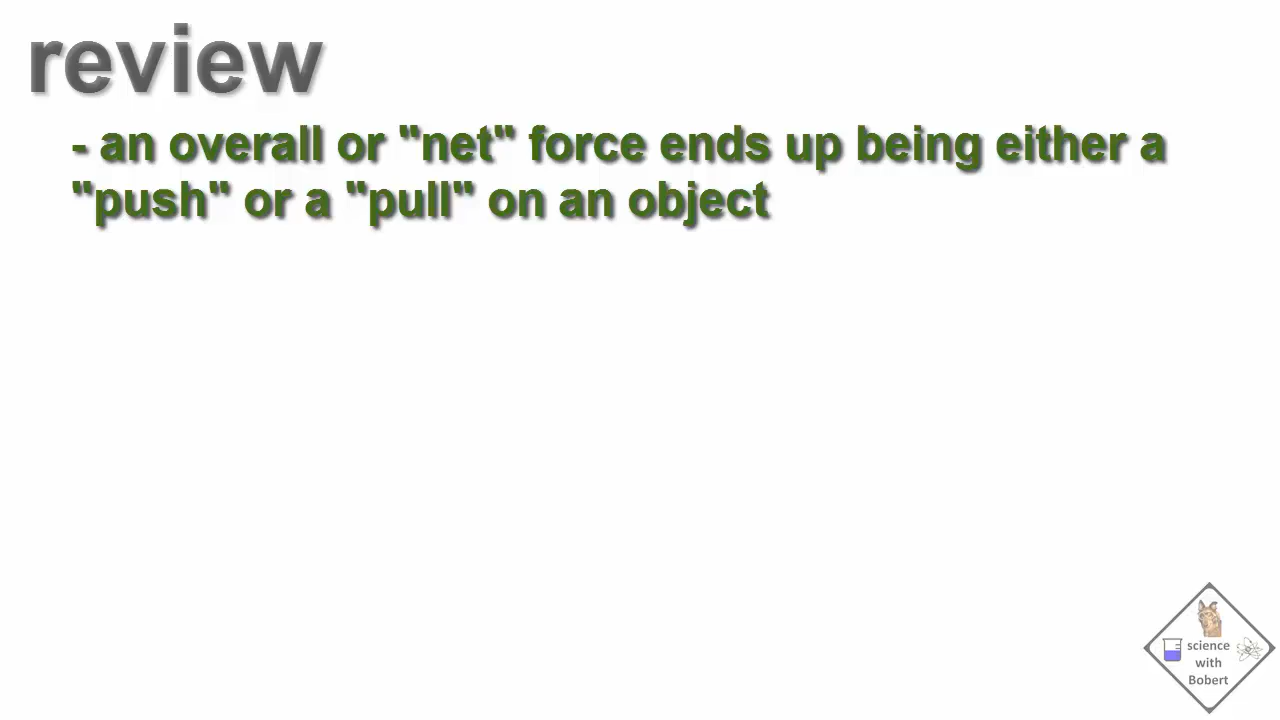 review
- an overall or "net" force ends up being either a
"push" or a "pull" on an object
science
with
Bobert